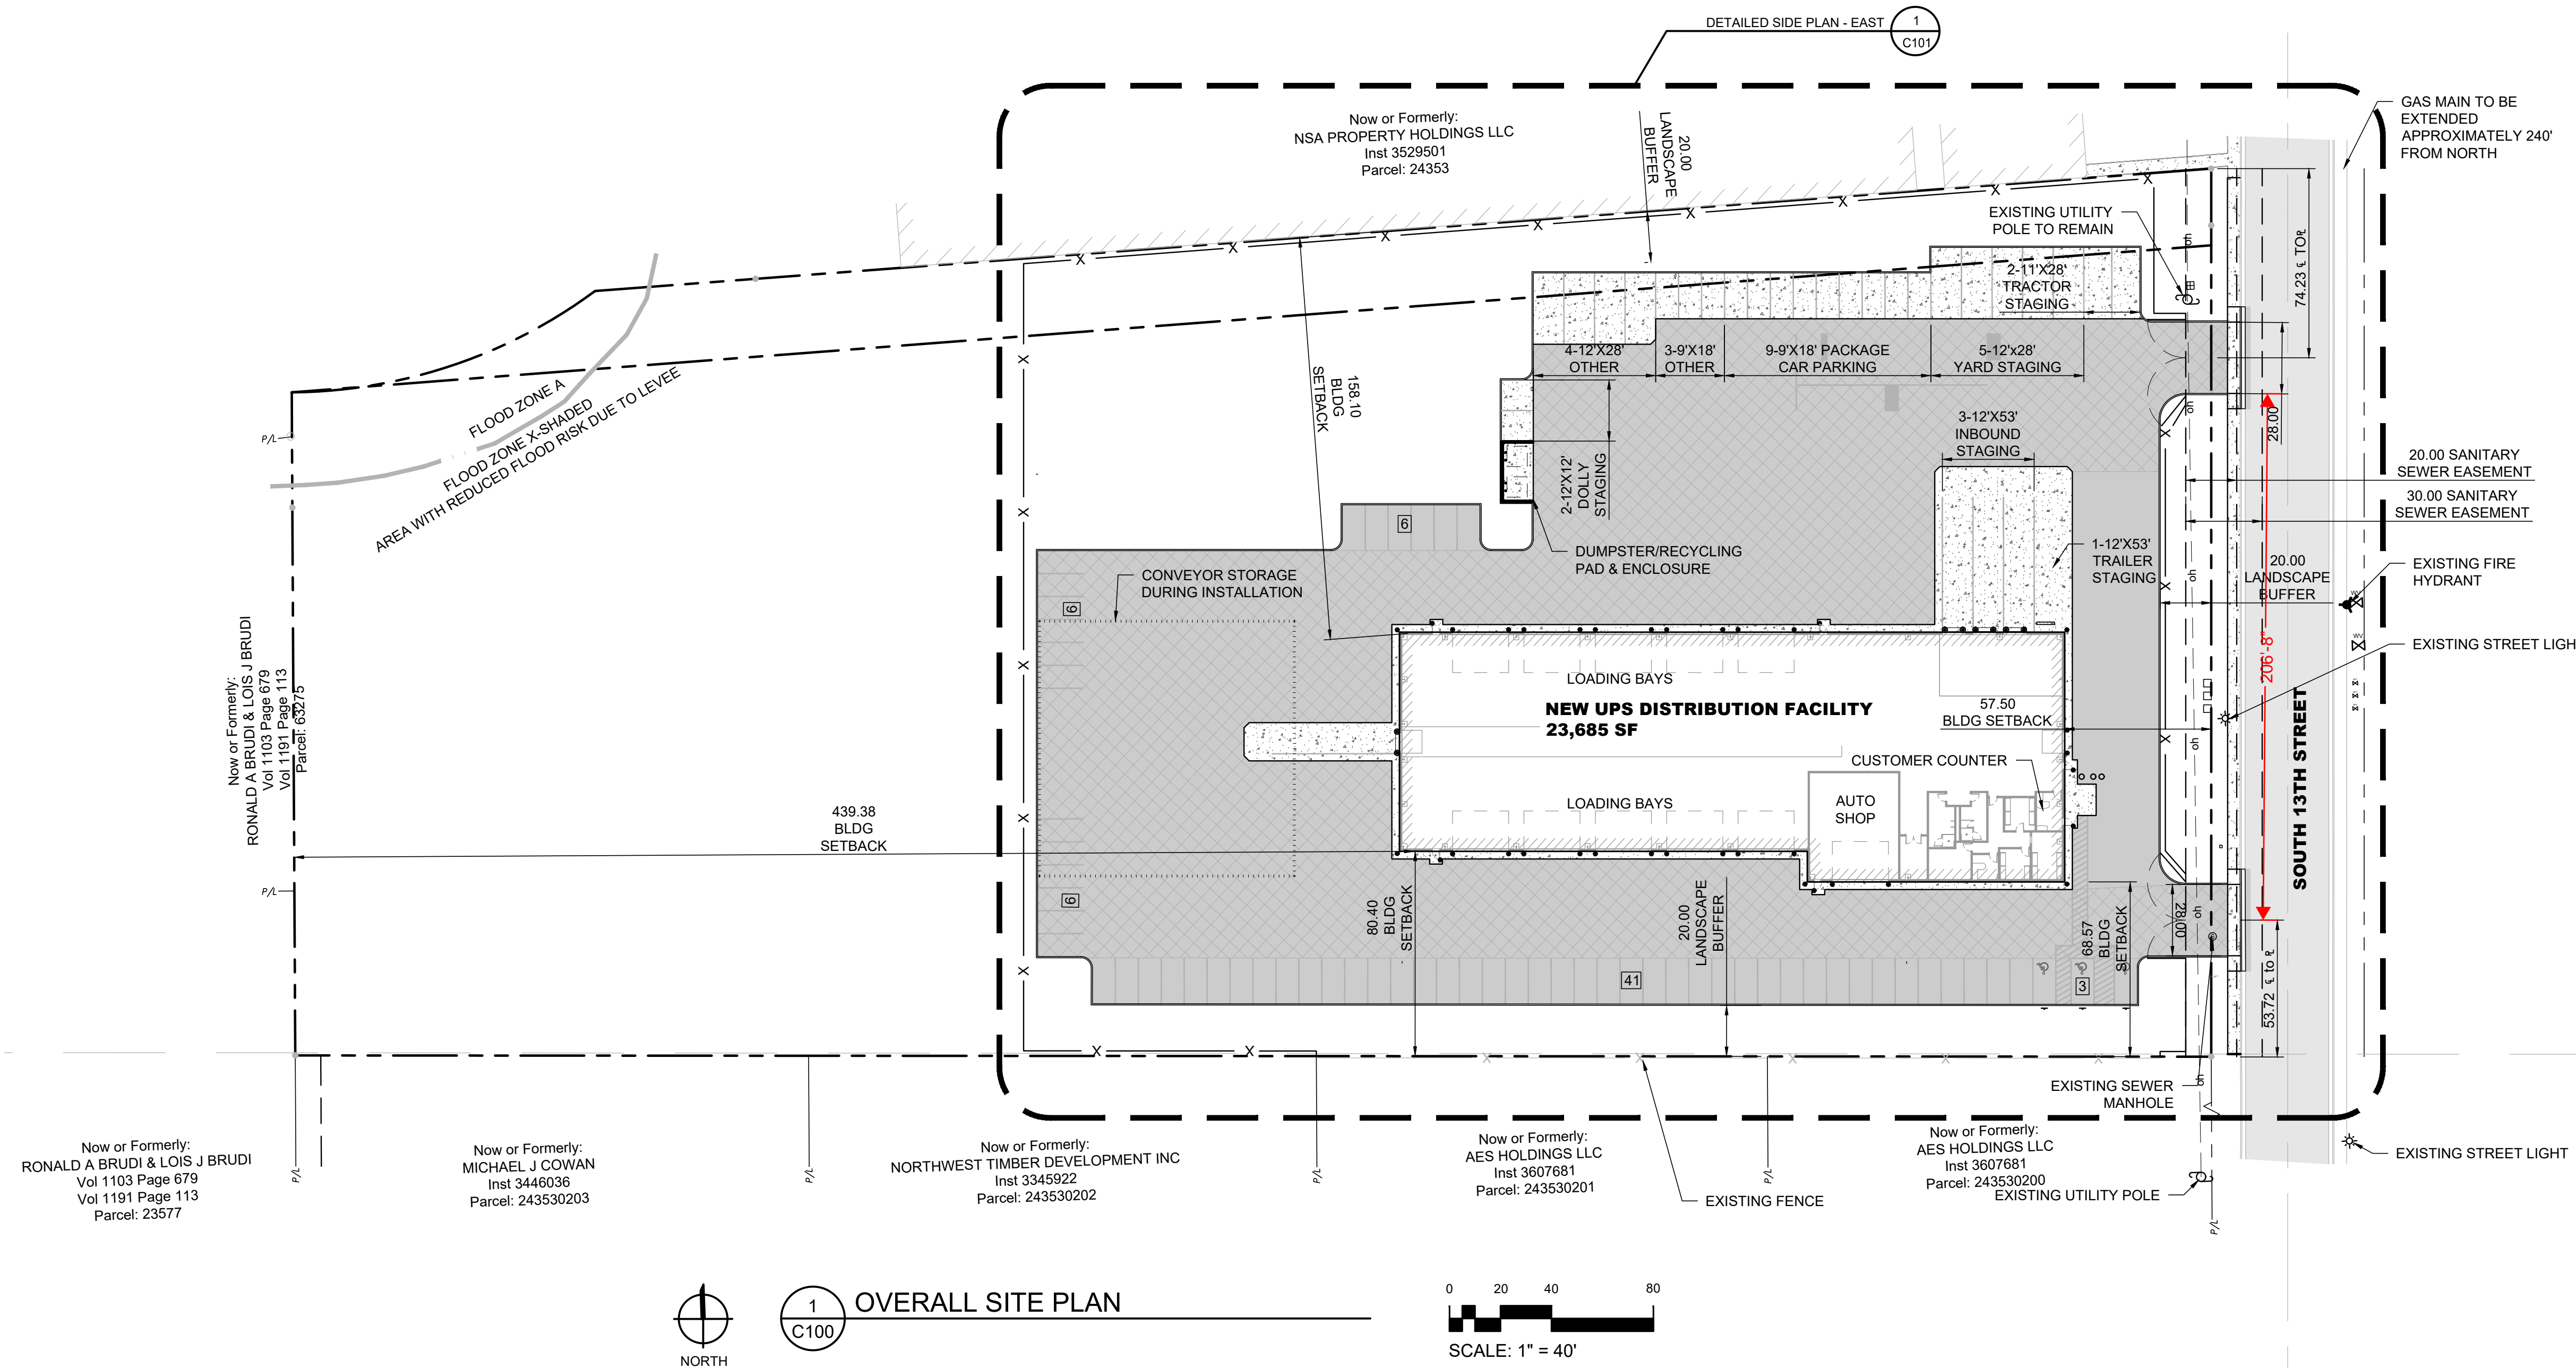 DETAILED SIDE PLAN - EAST
1
C101
GAS MAIN TO BE
EXTENDED
APPROXIMATELY 240'
FROM NORTH
Now or Formerly:
NSA PROPERTY HOLDINGS LLC
Inst 3529501
Parcel: 24353
20.00
LANDSCAPE
BUFFER
X
X
X
X
X
X
X
X
EXISTING UTILITY
POLE TO REMAIN
oh
74.23 ℄ TO ⅊
2-11'X28'
TRACTOR
STAGING
4-12'X28'
OTHER
3-9'X18'
OTHER
9-9'X18' PACKAGE
CAR PARKING
5-12'x28'
YARD STAGING
28.00
158.10
BLDG
SETBACK
FLOOD ZONE A
FLOOD ZONE X-SHADED
AREA WITH REDUCED FLOOD RISK DUE TO LEVEE
P/L
3-12'X53'
INBOUND
STAGING
2-12'X12'
DOLLY
STAGING
20.00 SANITARY
SEWER EASEMENT
30.00 SANITARY
SEWER EASEMENT
6
DUMPSTER/RECYCLING
PAD & ENCLOSURE
1-12'X53'
TRAILER
STAGING
20.00
LANDSCAPE
BUFFER
EXISTING FIRE
HYDRANT
WV
CONVEYOR STORAGE
DURING INSTALLATION
6
206'-8"
EXISTING STREET LIGH
WV
Now or Formerly:
RONALD A BRUDI & LOIS J BRUDI
Vol 1103 Page 679
Vol 1191 Page 113
Parcel: 63275
LOADING BAYS
NEW UPS DISTRIBUTION FACILITY
23,685 SF
57.50
BLDG SETBACK
CUSTOMER COUNTER
SOUTH 13TH STREET
439.38
BLDG
SETBACK
LOADING BAYS
AUTO
SHOP
P/L
6
80.40
BLDG
SETBACK
20.00
LANDSCAPE
BUFFER
68.57
BLDG
SETBACK
28.00
41
3
53.72 ℄ to ⅊
EXISTING SEWER
MANHOLE
Now or Formerly:
RONALD A BRUDI & LOIS J BRUDI
Vol 1103 Page 679
Vol 1191 Page 113
Parcel: 23577
P/L
Now or Formerly:
MICHAEL J COWAN
Inst 3446036
Parcel: 243530203
P/L
Now or Formerly:
NORTHWEST TIMBER DEVELOPMENT INC
Inst 3345922
Parcel: 243530202
P/L
Now or Formerly:
AES HOLDINGS LLC
Inst 3607681
Parcel: 243530201
P/L
EXISTING FENCE
Now or Formerly:
AES HOLDINGS LLC
Inst 3607681
Parcel: 243530200
EXISTING UTILITY POLE
P/L
EXISTING STREET LIGHT
NORTH
1
C100
OVERALL SITE PLAN
0 20 40 80
SCALE: 1" = 40'